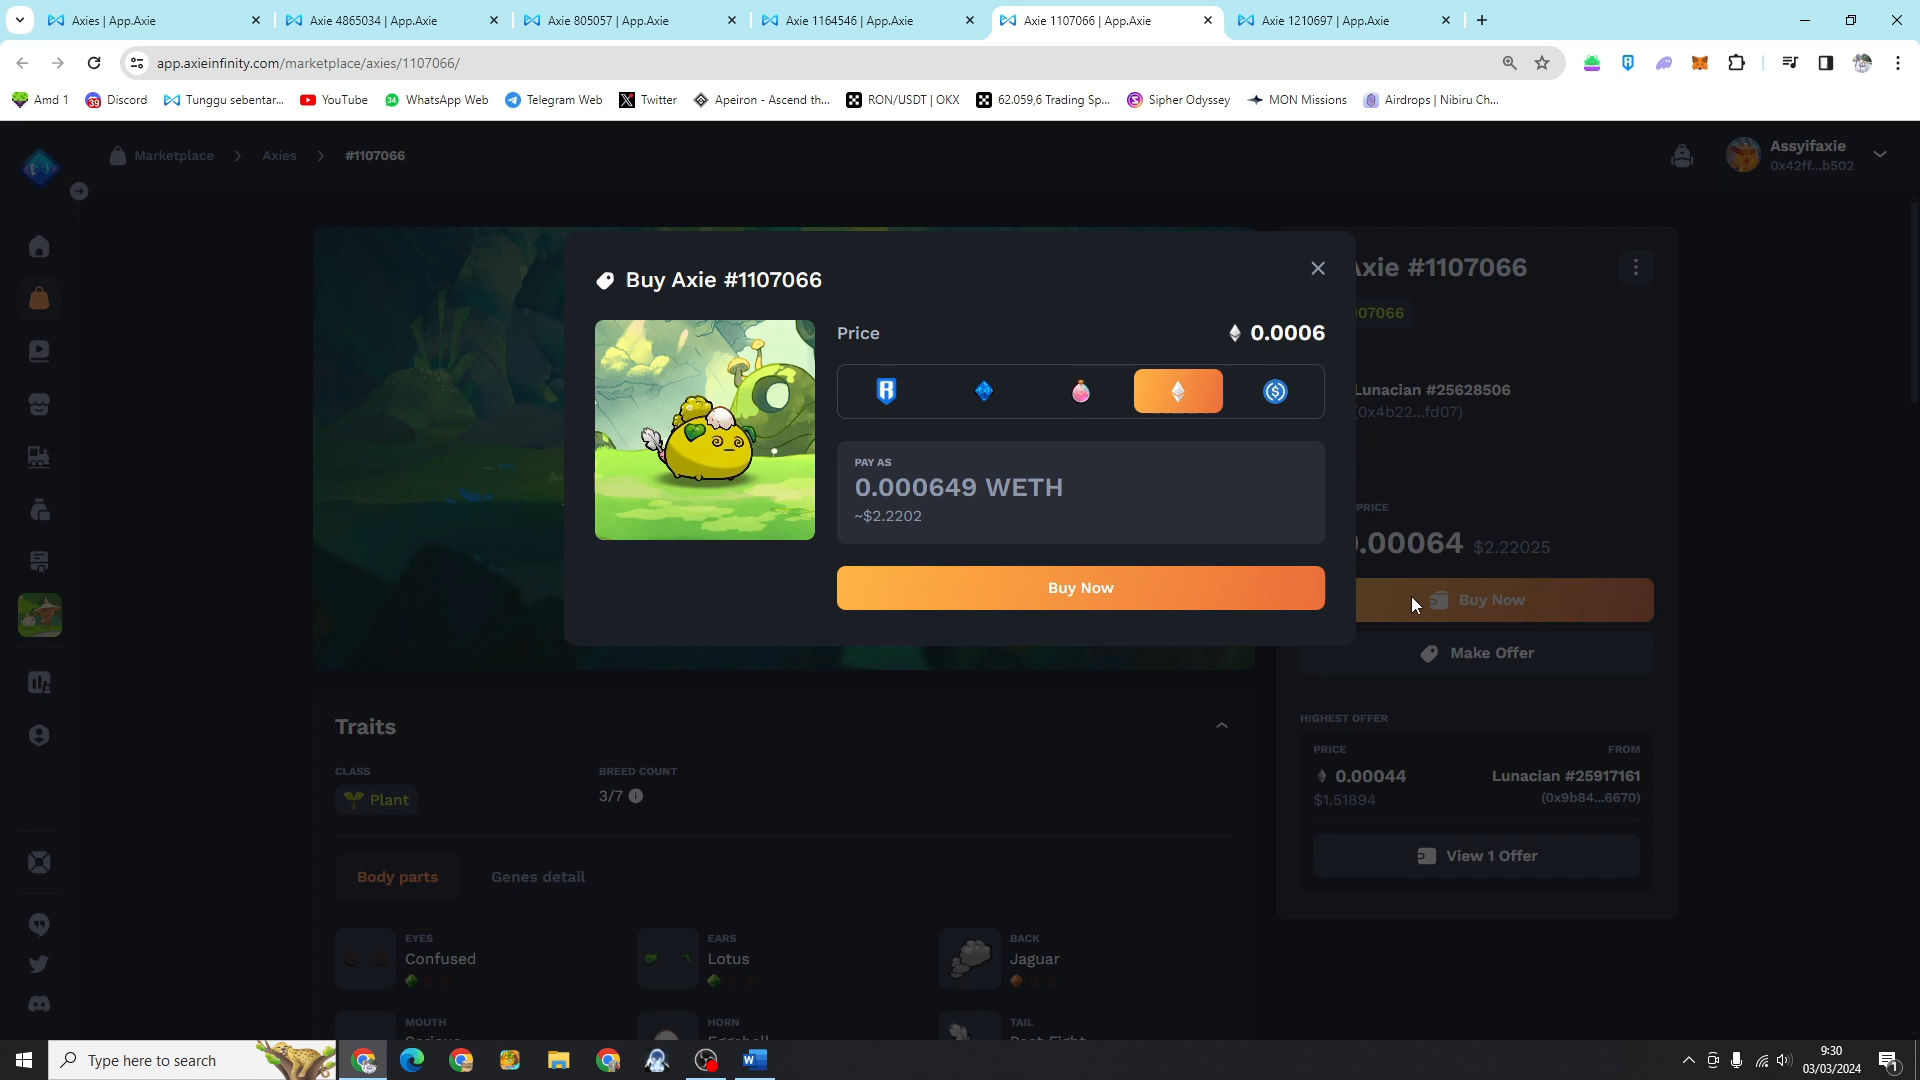 Axies | App.Axie
Axie 4865034 | App.Axie
Axie 805057 | App.Axie
Axie 1164546 | App.Axie
Axie 1107066 | App.Axie
Axie 1210697 | App.Axie
app.axieinfinity.com/marketplace/axies/1107066/
Amd 1
Discord
Tunggu sebentar...
YouTube
WhatsApp Web
Telegram Web
Twitter
Apeiron - Ascend th...
RON/USDT | OKX
62.059,6 Trading Sp...
Sipher Odyssey
MON Missions
Airdrops | Nibiru Ch...
Marketplace
Axies
#1107066
Assyifaxie
0x42ff...b502
Buy Axie #1107066
Price
0.0006
PAY AS
0.000649 WETH
~$2.2202
Buy Now
Axie #1107066
Lunacian #25628506
(0x4b22...fd07)
PRICE
0.00064 $2.22025
Buy Now
Make Offer
HIGHEST OFFER
PRICE
FROM
0.00044
Lunacian #25917161
$1.51894
(0x9b84...6670)
View 1 Offer
Traits
CLASS
Plant
BREED COUNT
3/7
Body parts
Genes detail
EYES
Confused
EARS
Lotus
BACK
Jaguar
MOUTH
HORN
TAIL
Type here to search
9:30
03/03/2024